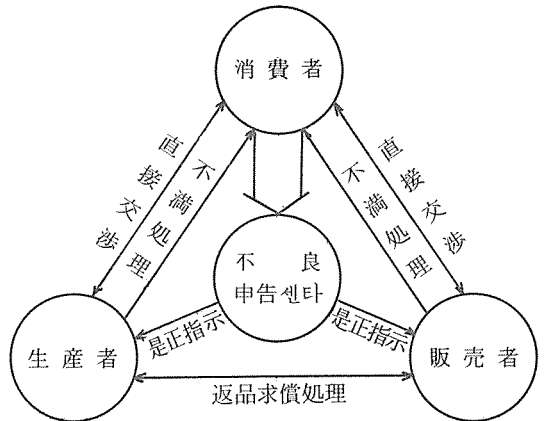 消費者
直接交渉
不満処理
不満処理
直接交渉
不良
申告센타
是正指示
是正指示
生産者
販売者
返品求償処理